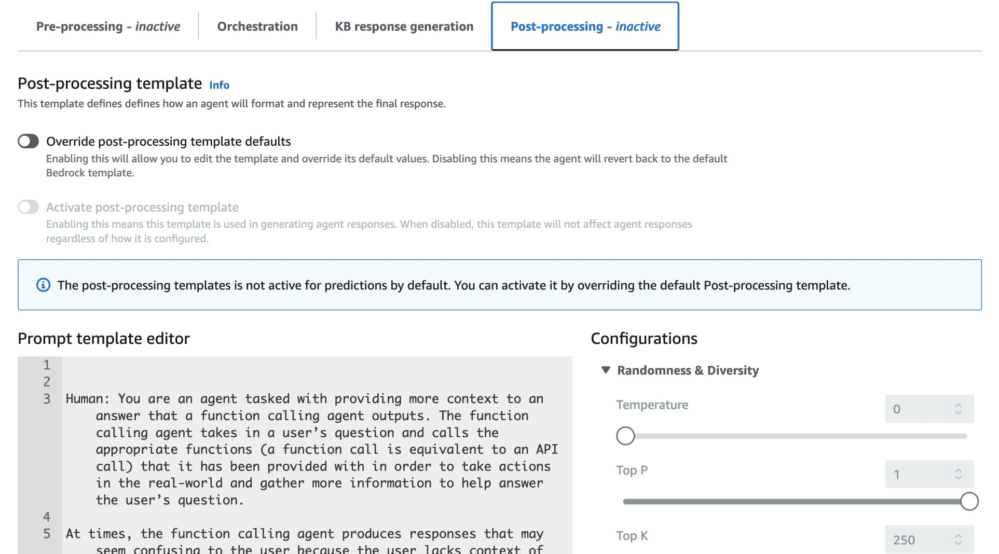 Pre-processing - inactive
Orchestration
KB response generation
Post-processing - inactive
Post-processing template Info
This template defines defines how an agent will format and represent the final response.
Override post-processing template defaults
Enabling this will allow you to edit the template and override its default values. Disabling this means the agent will revert back to the default
Bedrock template.
Activate post-processing template
Enabling this means this template is used in generating agent responses. When disabled, this template will not affect agent responses
regardless of how it is configured.
The post-processing templates is not active for predictions by default. You can activate it by overriding the default Post-processing template.
Prompt template editor
1
2
3 Human: You are an agent tasked with providing more context to an
answer that a function calling agent outputs. The function
calling agent takes in a user’s question and calls the
appropriate functions (a function call is equivalent to an API
call) that it has been provided with in order to take actions
in the real-world and gather more information to help answer
the user’s question.
4
5 At times, the function calling agent produces responses that may
seem confusing to the user because the user lacks context of
Configurations
Randomness & Diversity
Temperature
0
Top P
1
Top K
250